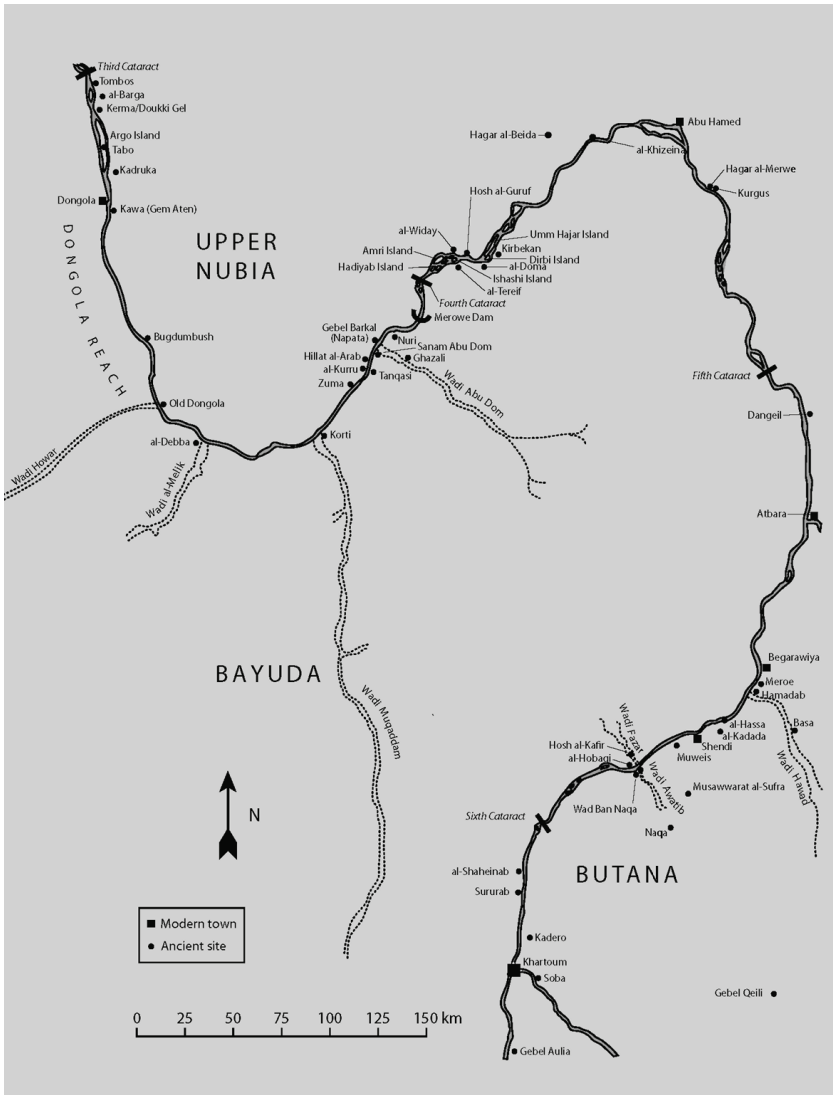 Third Cataract
Tombos
al-Barga
Kerma/Doukki Gel
Argo Island
Tabo
Kadruka
Dongola
Kawa (Gem Aten)
DONGOLA REACH
UPPER
NUBIA
Bugdumbush
Old Dongola
al-Debba
Wadi Howar
Wadi al-Melik
Korti
Hagar al-Beida
al-Khizeina
Abu Hamed
Hagar al-Merwe
Kurgus
Hosh al-Guruf
al-Widay
Umm Hajar Island
Amri Island
Kirbekan
Dirbi Island
Hadiyab Island
al-Doma
Ishashi Island
al-Tereif
Fourth Cataract
Merowe Dam
Gebel Barkal
(Napata)
Nuri
Sanam Abu Dom
Hillat al-Arab
Ghazali
al-Kurru
Tanqasi
Zuma
Wadi Abu Dom
Fifth Cataract
Dangeil
Atbara
BAYUDA
Wadi Muqaddam
Begarawiya
Meroe
Hamadab
Wadi Fazar
al-Hassa
al-Kadada
Basa
Hosh al-Kafir
Shendi
al-Hobagi
Muweis
Wadi Awatib
Wadi Hawad
Musawwarat al-Sufra
Wad Ban Naqa
Naqa
Sixth Cataract
N
al-Shaheinab
BUTANA
Sururab
Modern town
Ancient site
Kadero
Khartoum
Soba
Gebel Qeili
0 25 50 75 100 125 150 km
Gebel Aulia